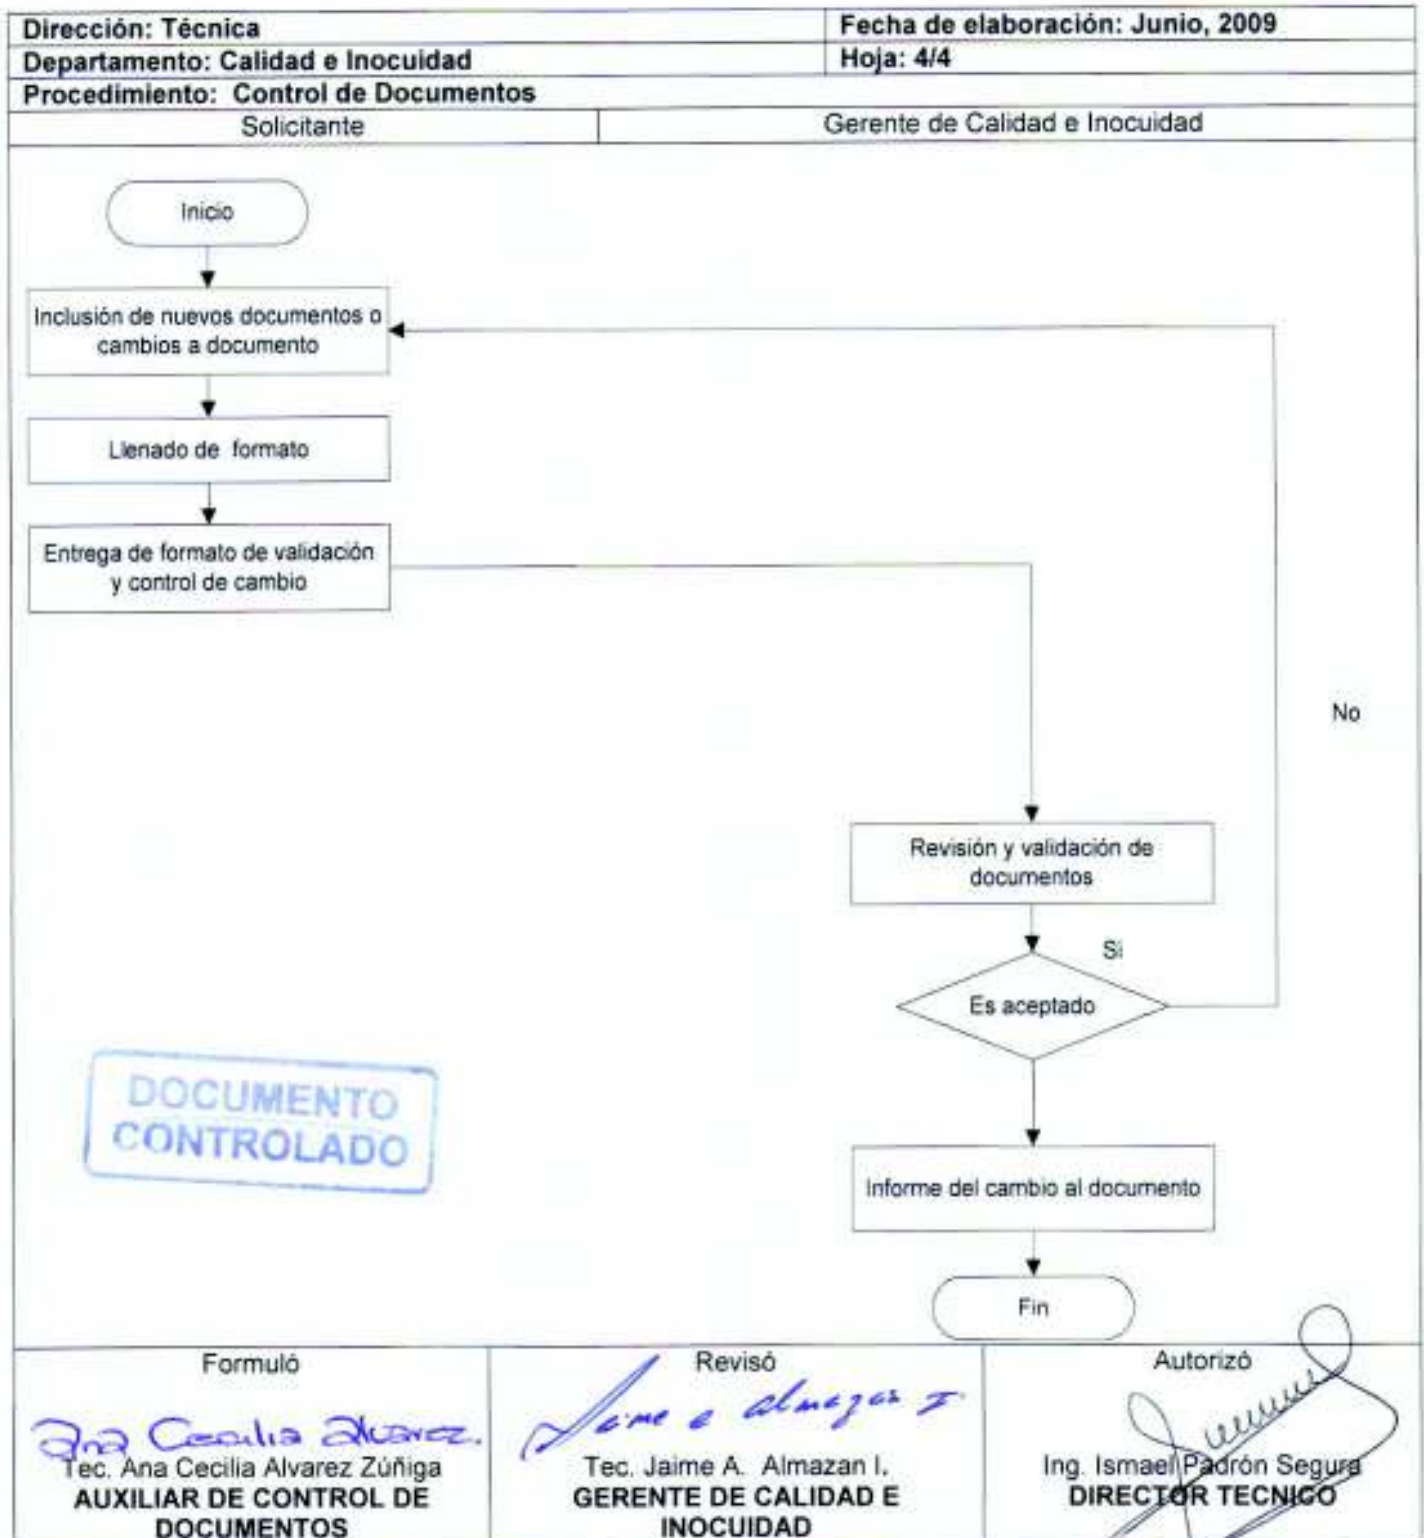 Dirección: Técnica
Fecha de elaboración: Junio, 2009
Departamento: Calidad e Inocuidad
Hoja: 4/4
Procedimiento: Control de Documentos
Solicitante
Gerente de Calidad e Inocuidad
Inicio
Inclusión de nuevos documentos o
cambios a documento
Llenado de formato
Entrega de formato de validación
y control de cambio
No
Revisión y validación de
documentos
Si
Es aceptado
DOCUMENTO
CONTROLADO
Informe del cambio al documento
Fin
Formuló
Revisó
Autorizó
Ana Cecilia Alvarez.
Jaime a almazan I.
Tec. Ana Cecilia Alvarez Zúñiga
Tec. Jaime A. Almazan I.
Ing. Ismael Padrón Segura
AUXILIAR DE CONTROL DE
DOCUMENTOS
GERENTE DE CALIDAD E
INOCUIDAD
DIRECTOR TECNICO